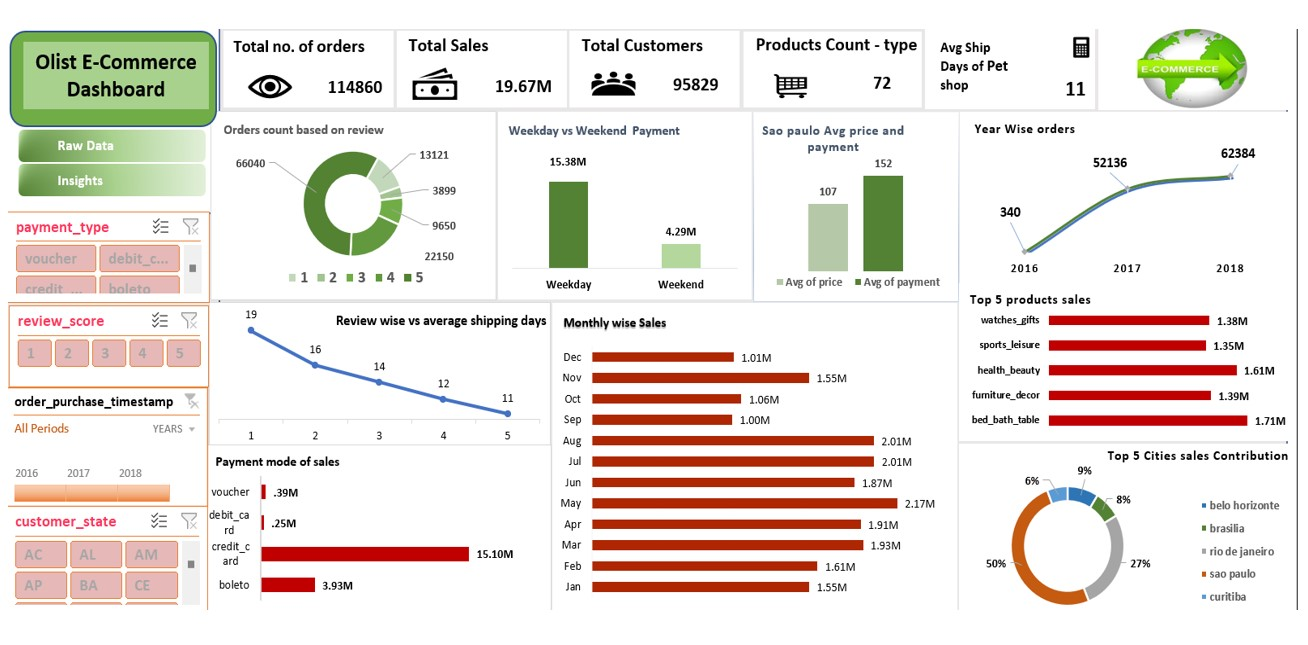 Olist E-Commerce
Dashboard
Total no. of orders
114860
Total Sales
19.67M
Total Customers
95829
Products Count - type
72
Avg Ship
Days of Pet
shop
11
E-COMMERCE
Raw Data
Insights
payment_type
voucher
debit_c...
credit_...
boleto
review_score
1 2 3 4 5
order_purchase_timestamp
All Periods
YEARS
2016 2017 2018
customer_state
AC AL AM
AP BA CE
Orders count based on review
66040
13121
3899
9650
22150
1 2 3 4 5
Weekday vs Weekend Payment
15.38M
4.29M
Weekday Weekend
Sao paulo Avg price and
payment
107
152
Avg of price Avg of payment
Year Wise orders
340
52136
62384
2016 2017 2018
Review wise vs average shipping days
19
16
14
12
11
1 2 3 4 5
Payment mode of sales
voucher .39M
debit_ca
rd
.25M
credit_c
ard
15.10M
boleto 3.93M
Monthly wise Sales
Dec 1.01M
Nov 1.55M
Oct 1.06M
Sep 1.00M
Aug 2.01M
Jul 2.01M
Jun 1.87M
May 2.17M
Apr 1.91M
Mar 1.93M
Feb 1.61M
Jan 1.55M
Top 5 products sales
watches_gifts 1.38M
sports_leisure 1.35M
health_beauty 1.61M
furniture_decor 1.39M
bed_bath_table 1.71M
Top 5 Cities sales Contribution
6%
9%
8%
27%
50%
belo horizonte
brasilia
rio de janeiro
sao paulo
curitiba